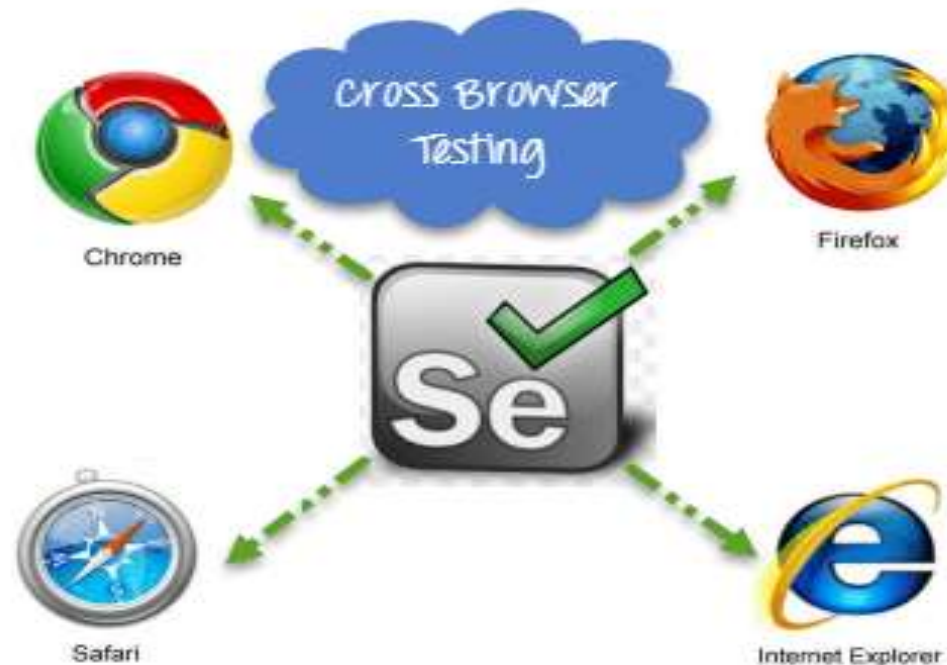 Cross Browser
Testing
Chrome
Firefox
Se
Safari
Internet Explorer